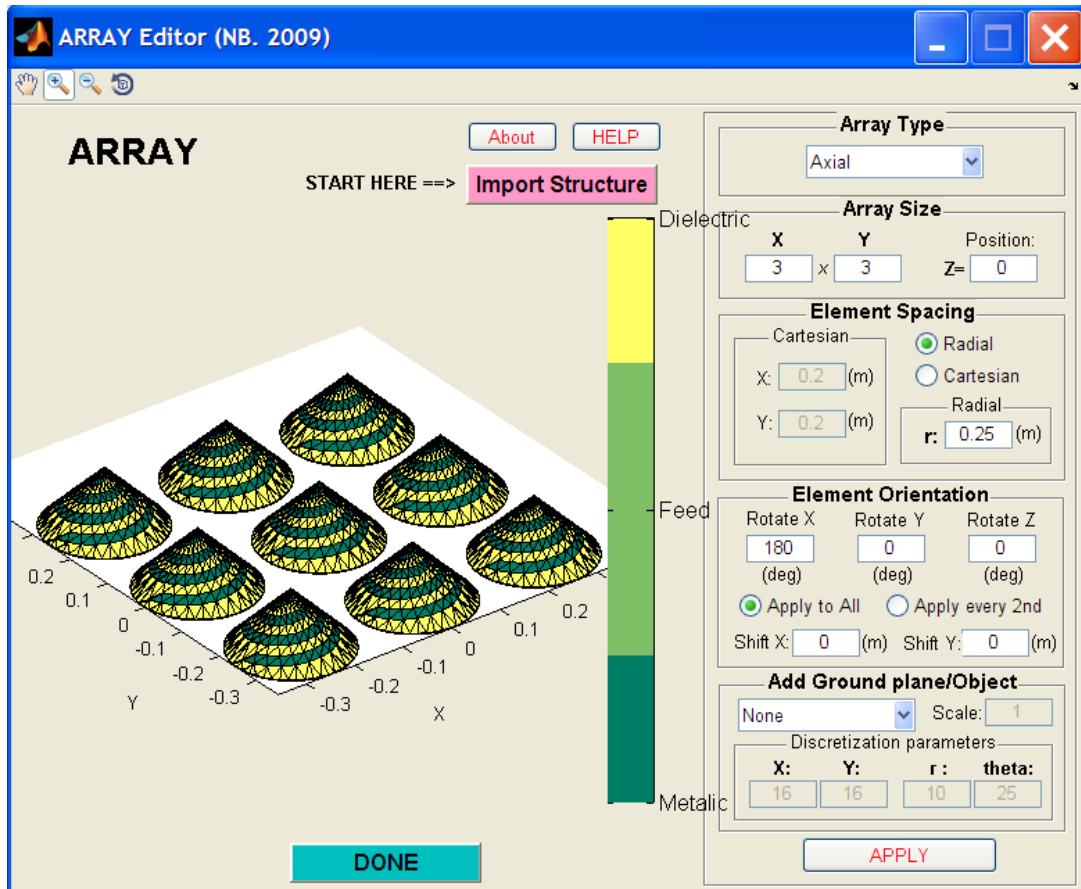 ARRAY Editor (NB. 2009)
ARRAY
About HELP
START HERE ==> Import Structure
Dielectric
Feed
Metalic
0.2
0.1
0
-0.1
-0.2
-0.3
Y
-0.3
-0.2
-0.1
0
0.1
0.2
X
DONE
Array Type
Axial
Array Size
X Y Position:
3 x 3 Z= 0
Element Spacing
Cartesian
X: 0.2 (m)
Y: 0.2 (m)
Radial
Cartesian
Radial
r: 0.25 (m)
Element Orientation
Rotate X Rotate Y Rotate Z
180 0 0
(deg) (deg) (deg)
Apply to All Apply every 2nd
Shift X: 0 (m) Shift Y: 0 (m)
Add Ground plane/Object
None Scale: 1
Discretization parameters
X: Y: r : theta:
16 16 10 25
APPLY